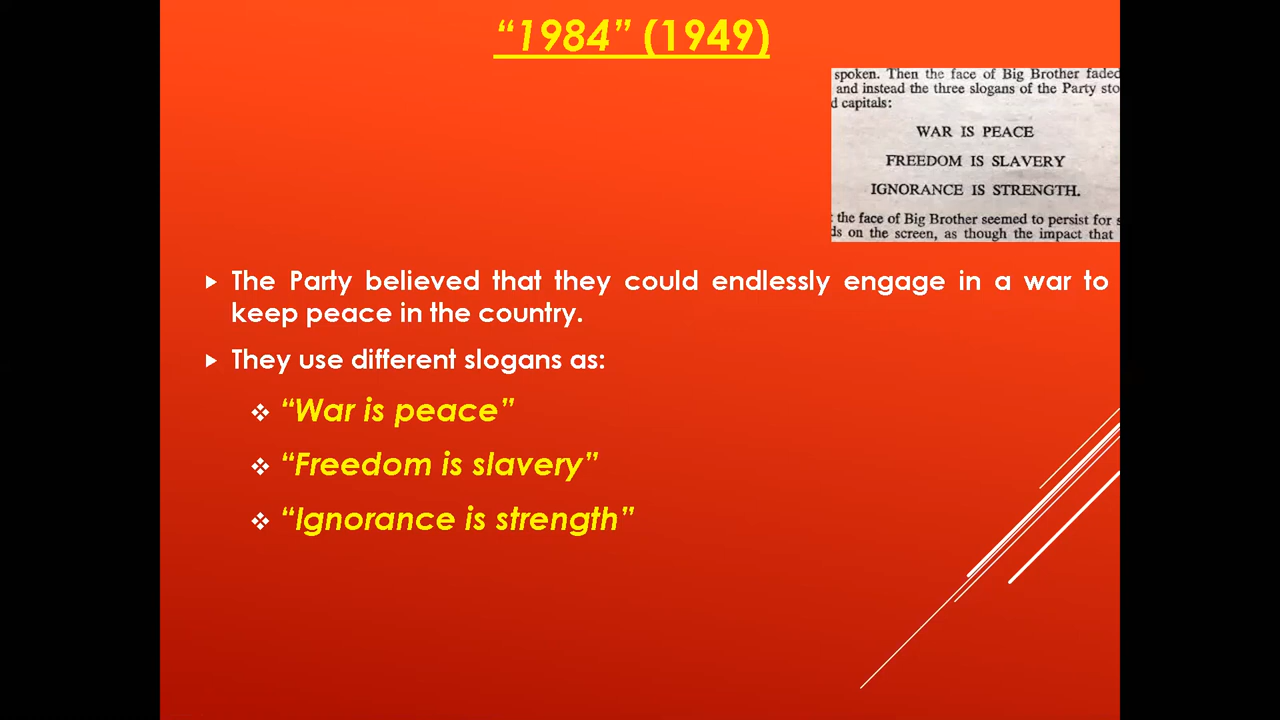 “1984” (1949)
spoken. Then the face of Big Brother faded
and instead the three slogans of the Party
d capitals:
WAR IS PEACE
FREEDOM IS SLAVERY
IGNORANCE IS STRENGTH.
the face of Big Brother seemed to persist for
on the screen, as though the impact that
The Party believed that they could endlessly engage in a war to
keep peace in the country.
They use different slogans as:
“War is peace”
“Freedom is slavery”
“Ignorance is strength”